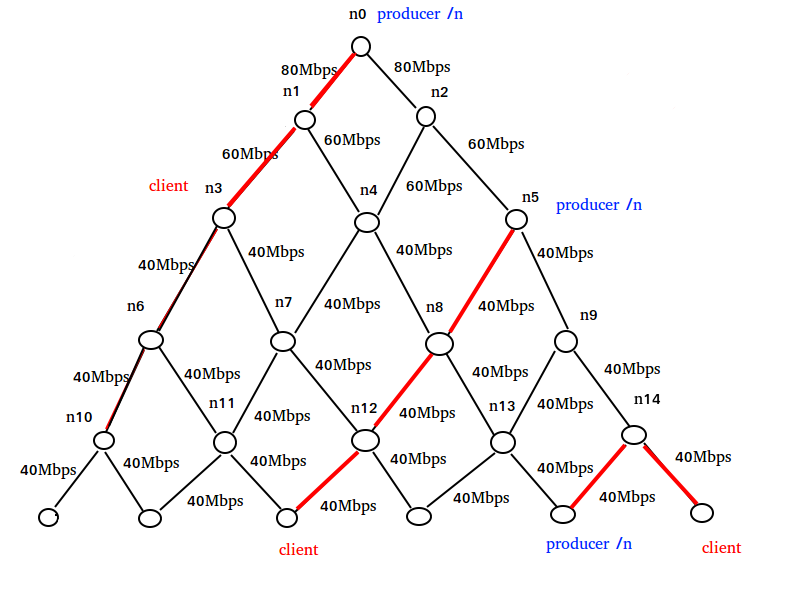 n0 producer /n
80Mbps 80Mbps
n1 n2
60Mbps 60Mbps 60Mbps
client n3 n4 60Mbps n5 producer /n
40Mbps 40Mbps 40Mbps 40Mbps
n6 n7 40Mbps n8 40Mbps n9
40Mbps 40Mbps 40Mbps 40Mbps 40Mbps
n10 n11 40Mbps n12 40Mbps n13 40Mbps n14
40Mbps 40Mbps 40Mbps 40Mbps 40Mbps 40Mbps
40Mbps 40Mbps 40Mbps 40Mbps
client producer /n client